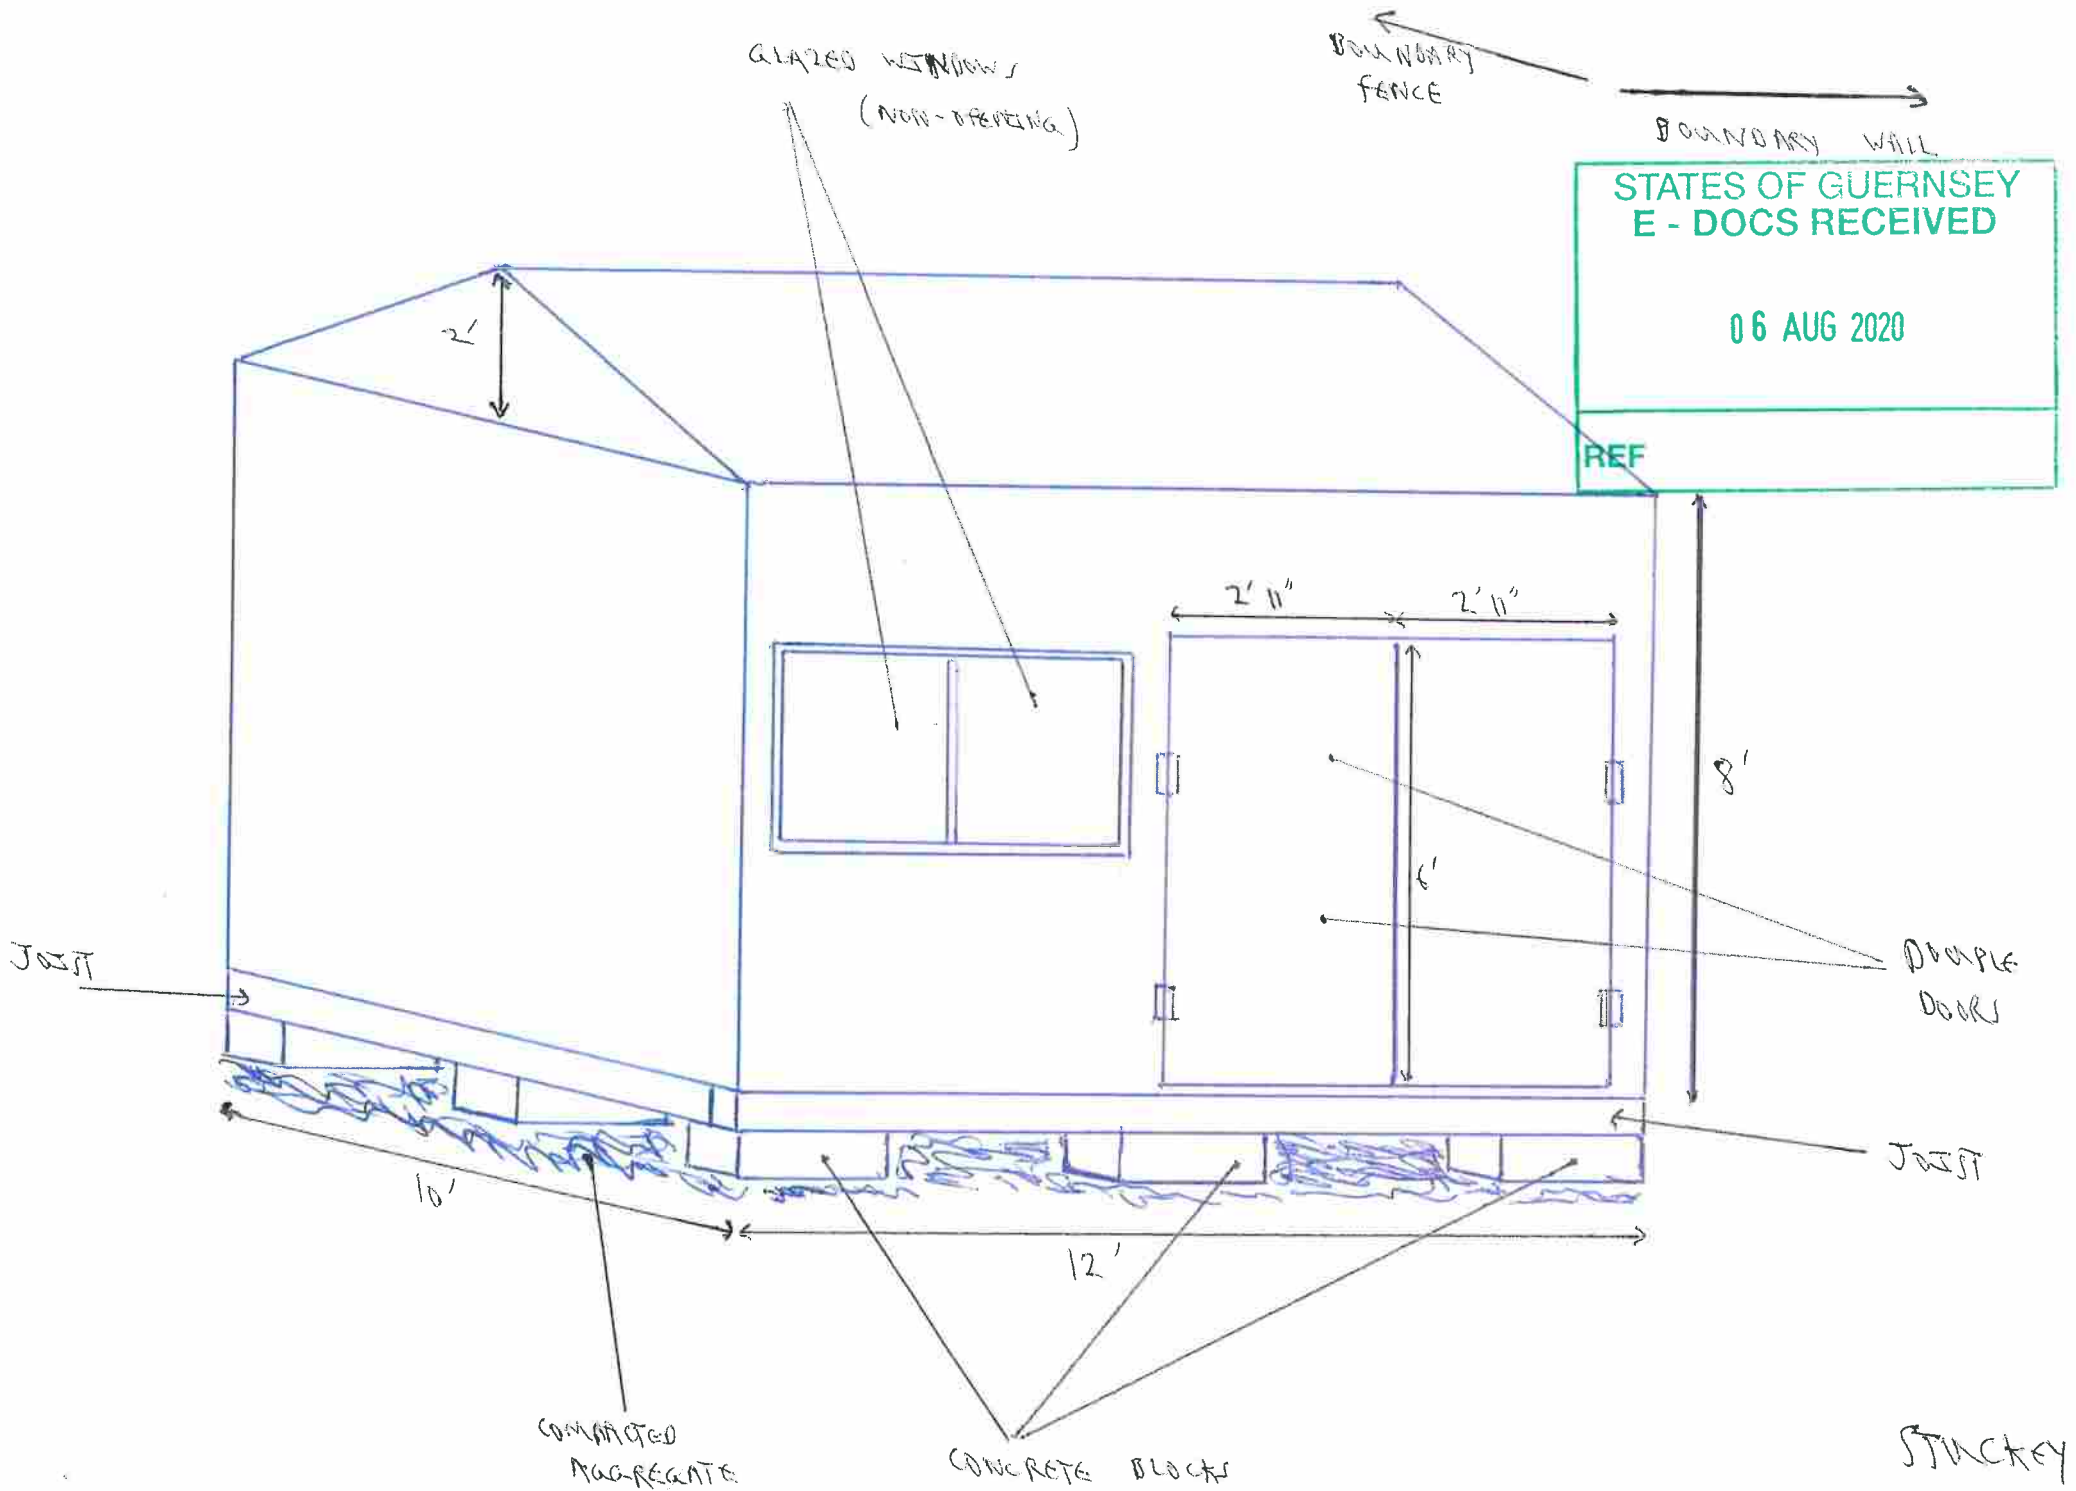 GLAZED WINDOWS
(NON-OPENING)
BOUNDARY
FENCE
BOUNDARY WALL
STATES OF GUERNSEY
E - DOCS RECEIVED
06 AUG 2020
REF
2'
2' 11"
2' 11"
8'
6'
JOIST
DOUBLE
DOORS
JOIST
10'
12'
COMPACTED
AGGREGATE
CONCRETE BLOCKS
STUCKEY